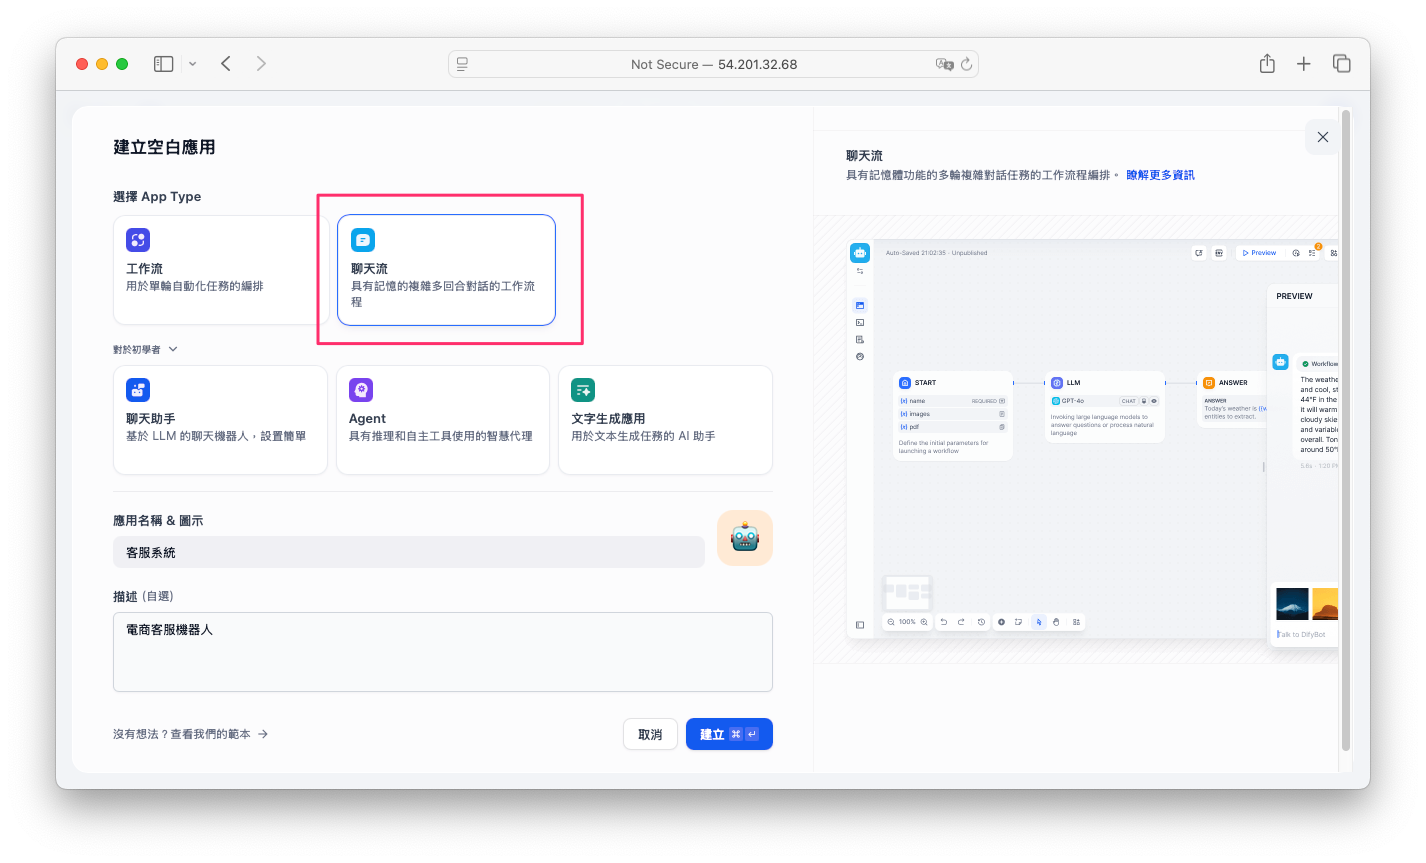 Not Secure — 54.201.32.68
建立空白應用
選擇 App Type
工作流
用於單輪自動化任務的編排
聊天流
具有記憶的複雜多回合對話的工作流
程
對於初學者
聊天助手
基於 LLM 的聊天機器人，設置簡單
Agent
具有推理和自主工具使用的智慧代理
文字生成應用
用於文本生成任務的 AI 助手
應用名稱 & 圖示
客服系統
描述 (自選)
電商客服機器人
沒有想法？查看我們的範本 →
取消
建立 ⌘ ↵
聊天流
具有記憶體功能的多輪複雜對話任務的工作流程編排。 瞭解更多資訊
Auto-Saved 21:02:35 · Unpublished
Preview
2
PREVIEW
START
{x} name REQUIRED
{x} images
{x} pdf
Define the initial parameters for
launching a workflow
LLM
GPT-4o CHAT
Invoking large language models to
answer questions or process natural
language
ANSWER
ANSWER
Today's weather is {{W
entities to extract.
Workflow
The weathe
and cool, st
44°F in the
it will warm
cloudy skie
and variable
overall. Ton
around 50°F
5.6s · 1:20 PM
100%
Talk to DifyBot